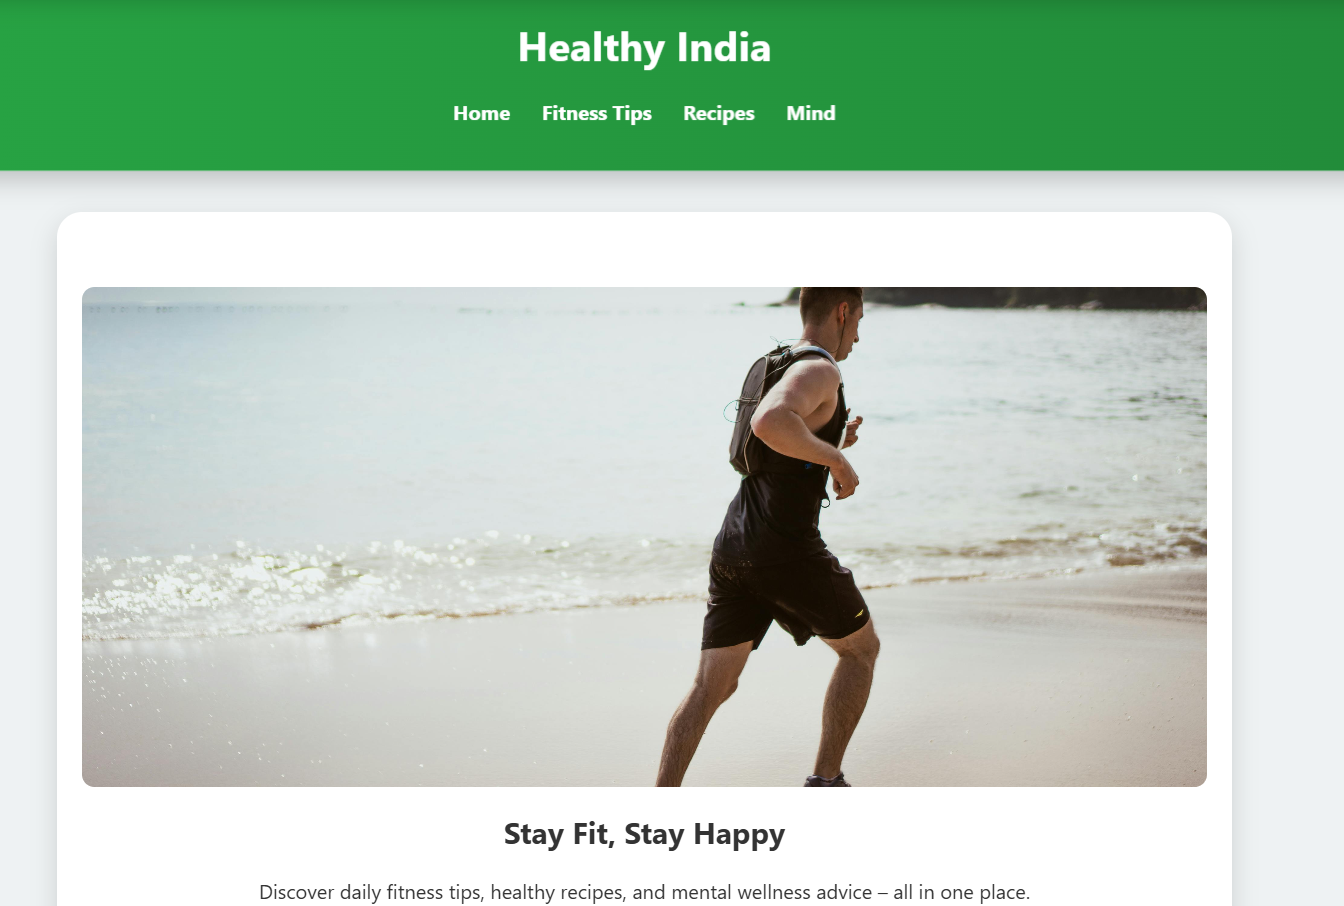 Healthy India
Home Fitness Tips Recipes Mind
Stay Fit, Stay Happy
Discover daily fitness tips, healthy recipes, and mental wellness advice – all in one place.